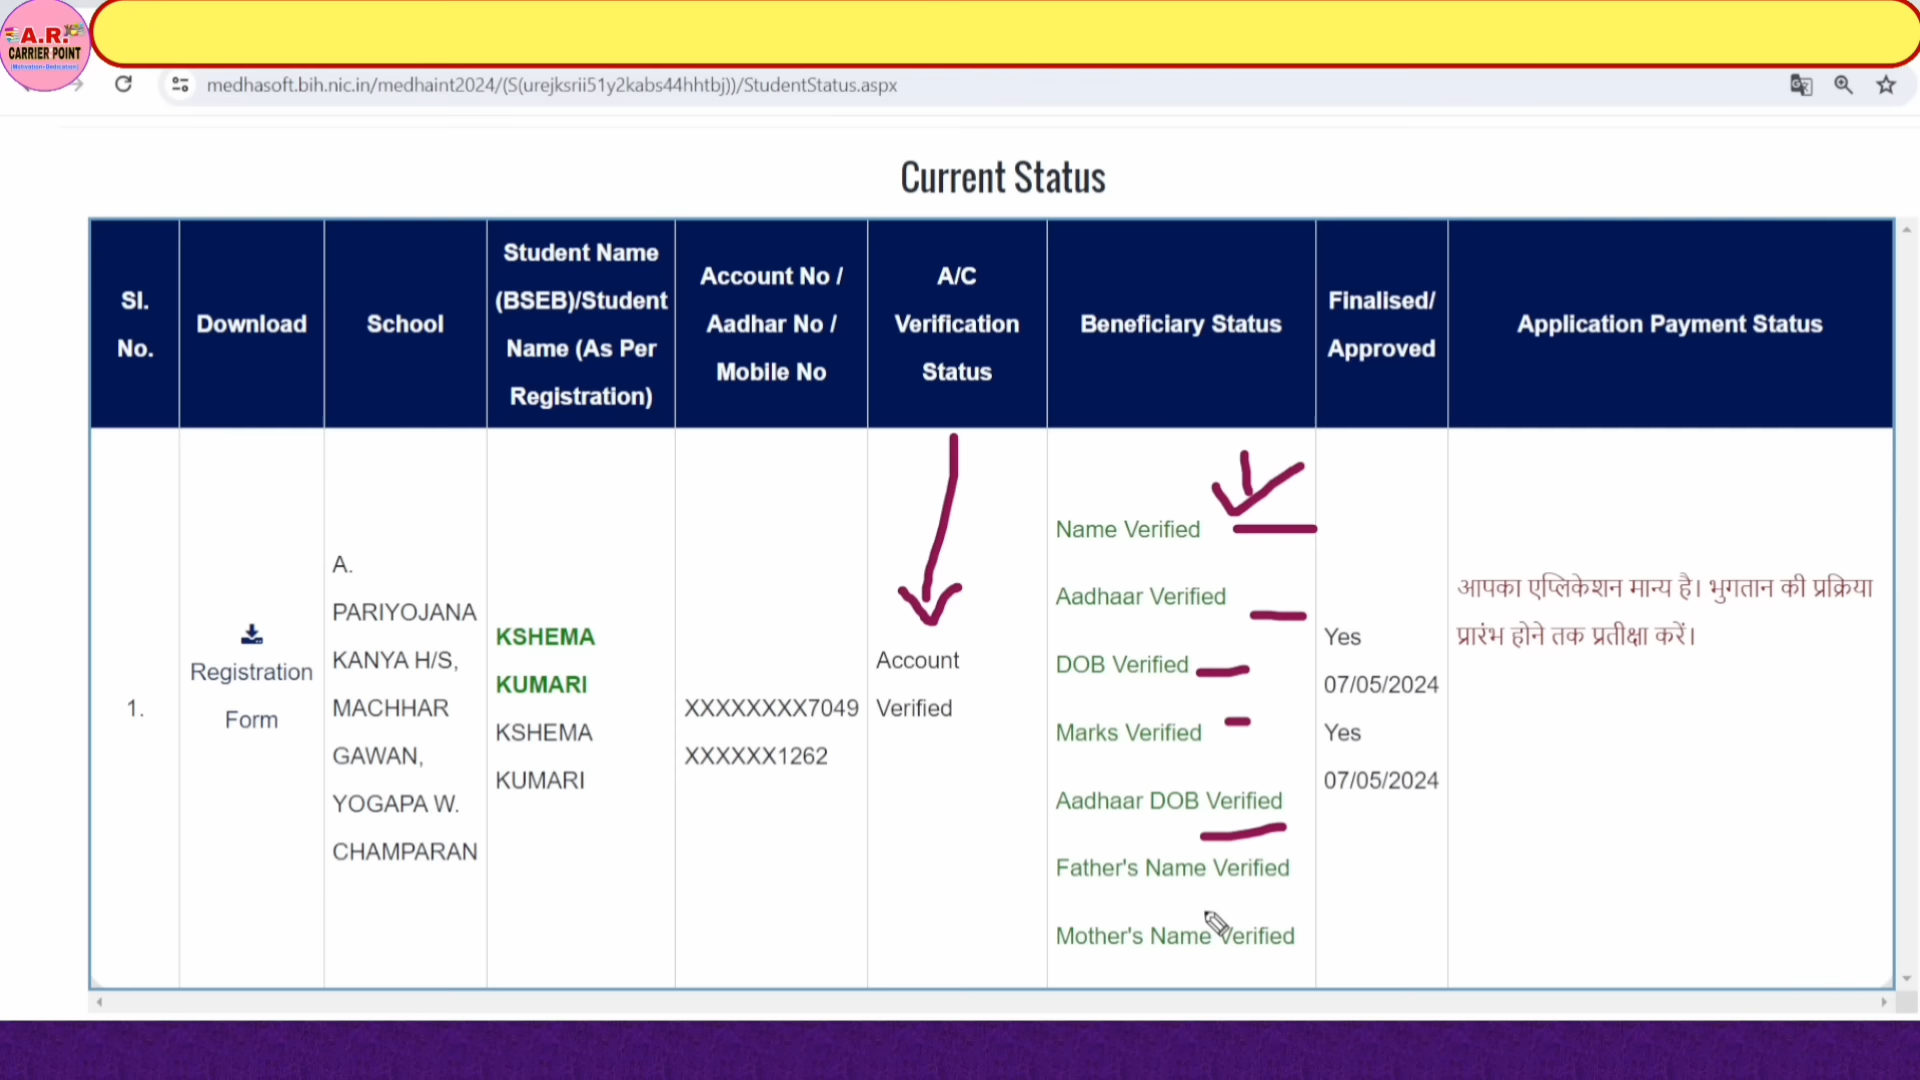 A.R.
CARRIER POINT
(Motivation+Dedication)
medhasoft.bih.nic.in/medhaint2024/(S(urejksrii51y2kabs44hhtbj))/StudentStatus.aspx
Current Status
Sl.
No.
Download
School
Student Name
(BSEB)/Student
Name (As Per
Registration)
Account No /
Aadhar No /
Mobile No
A/C
Verification
Status
Beneficiary Status
Finalised/
Approved
Application Payment Status
1.
Registration
Form
A.
PARIYOJANA
KANYA H/S,
MACHHAR
GAWAN,
YOGAPA W.
CHAMPARAN
KSHEMA
KUMARI
KSHEMA
KUMARI
XXXXXXXX7049
XXXXXX1262
Account
Verified
Name Verified
Aadhaar Verified
DOB Verified
Marks Verified
Aadhaar DOB Verified
Father's Name Verified
Mother's Name Verified
Yes
07/05/2024
Yes
07/05/2024
आपका एप्लिकेशन मान्य है। भुगतान की प्रक्रिया
प्रारंभ होने तक प्रतीक्षा करें।